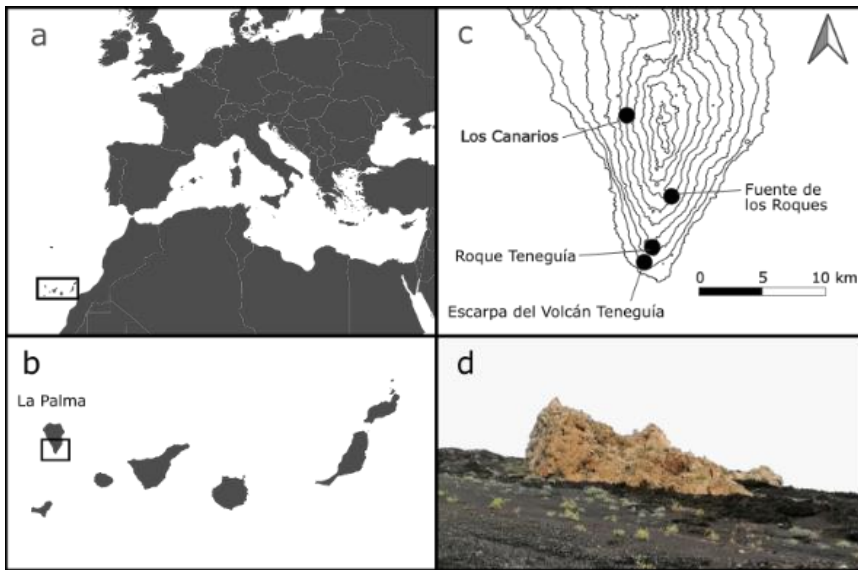 a
c
Los Canarios
Fuente de
los Roques
Roque Teneguía
0 5 10 km
Escarpa del Volcán Teneguía
b
La Palma
d